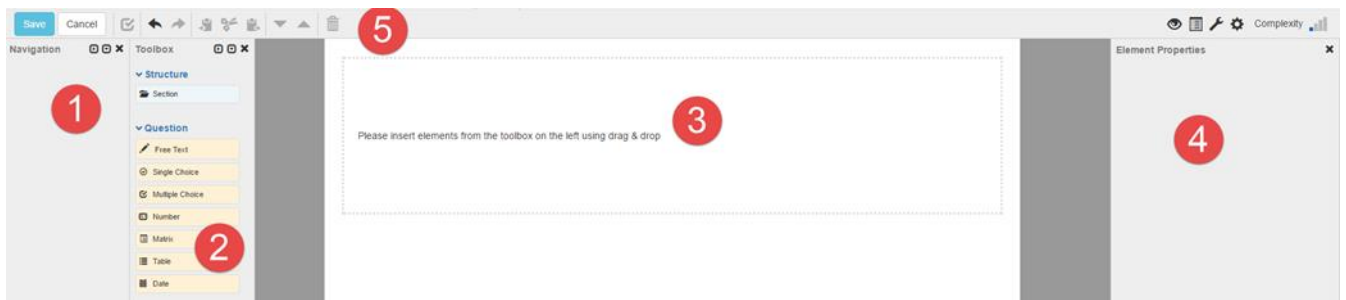 Save Cancel 5 Complexity
Navigation Toolbox Element Properties
Structure
Section
1
Question
3
Please insert elements from the toolbox on the left using drag & drop
4
Free Text
Single Choice
Multiple Choice
Number
Matrix
2
Table
Date